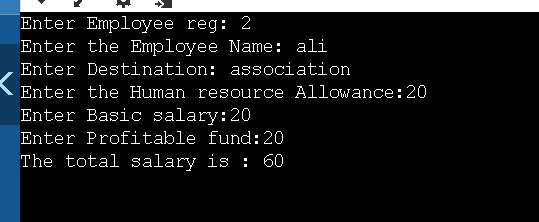 Enter Employee reg: 2
Enter the Employee Name: ali
Enter Destination: association
Enter the Human resource Allowance:20
Enter Basic salary:20
Enter Profitable fund:20
The total salary is : 60